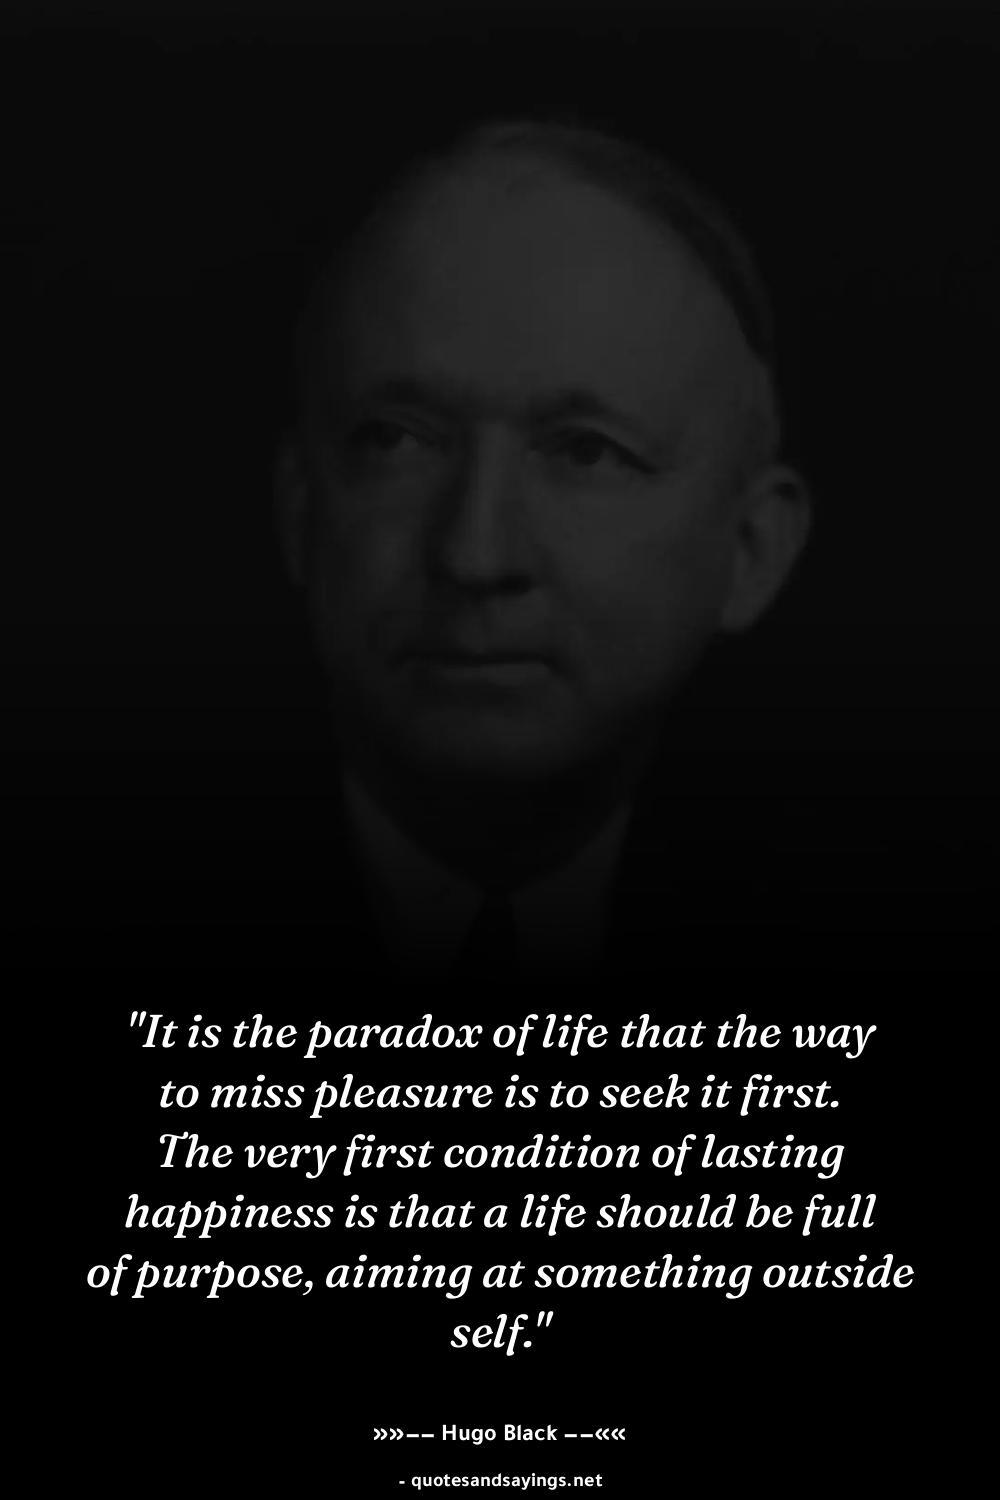 "It is the paradox of life that the way
to miss pleasure is to seek it first.
The very first condition of lasting
happiness is that a life should be full
of purpose, aiming at something outside
self."
»»−− Hugo Black −−««
- quotesandsayings.net